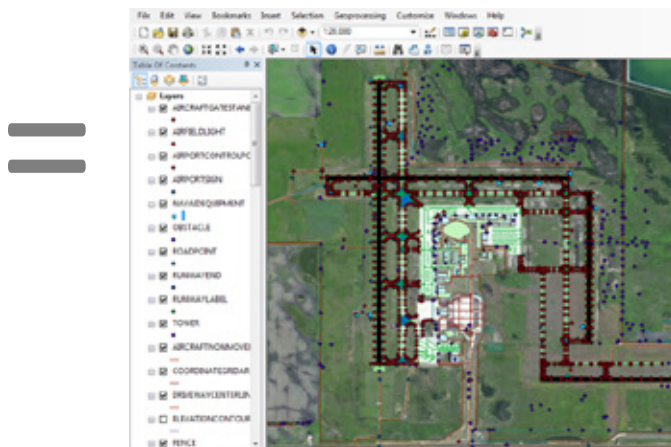 File Edit View Bookmarks Insert Selection Geoprocessing Customize Windows Help
1:20,000
Table Of Contents
Layers
AIRCRAFTGATESTAN
AIRFIELDLIGHT
AIRPORTCONTROLPO
AIRPORTSIGN
NAVAIDEQUIPMENT
OBSTACLE
ROADPOINT
RUNWAYEND
RUNWAYLABEL
TOWER
AIRCRAFTNONMOVE
COORDINATEGRIDAR
DRIVEWAYCENTERLIN
ELEVATIONCONTOUR
FENCE